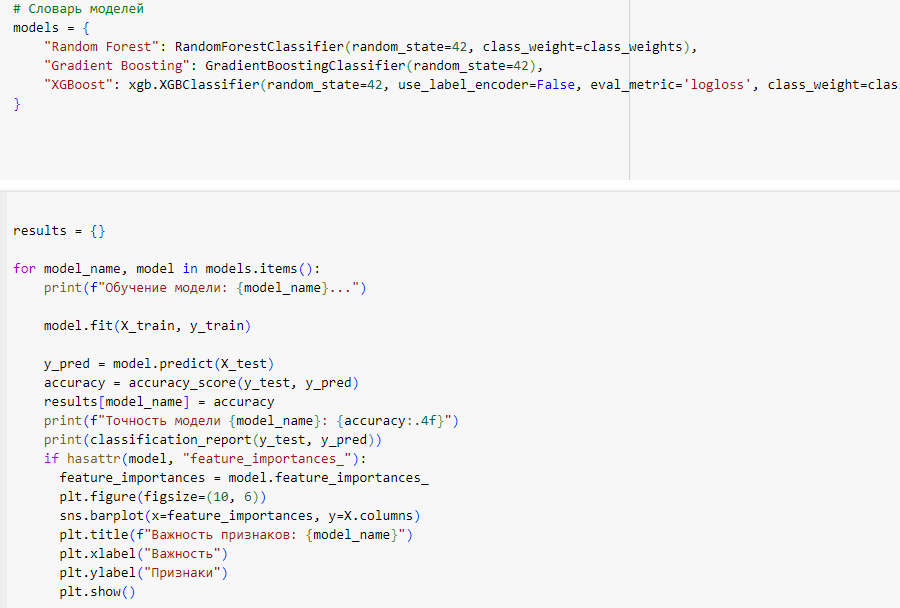 # Словарь моделей
models = {
    "Random Forest": RandomForestClassifier(random_state=42, class_weight=class_weights),
    "Gradient Boosting": GradientBoostingClassifier(random_state=42),
    "XGBoost": xgb.XGBClassifier(random_state=42, use_label_encoder=False, eval_metric='logloss', class_weight=clas
}
results = {}
for model_name, model in models.items():
    print(f"Обучение модели: {model_name}...")
    model.fit(X_train, y_train)
    y_pred = model.predict(X_test)
    accuracy = accuracy_score(y_test, y_pred)
    results[model_name] = accuracy
    print(f"Точность модели {model_name}: {accuracy:.4f}")
    print(classification_report(y_test, y_pred))
    if hasattr(model, "feature_importances_"):
      feature_importances = model.feature_importances_
      plt.figure(figsize=(10, 6))
      sns.barplot(x=feature_importances, y=X.columns)
      plt.title(f"Важность признаков: {model_name}")
      plt.xlabel("Важность")
      plt.ylabel("Признаки")
      plt.show()